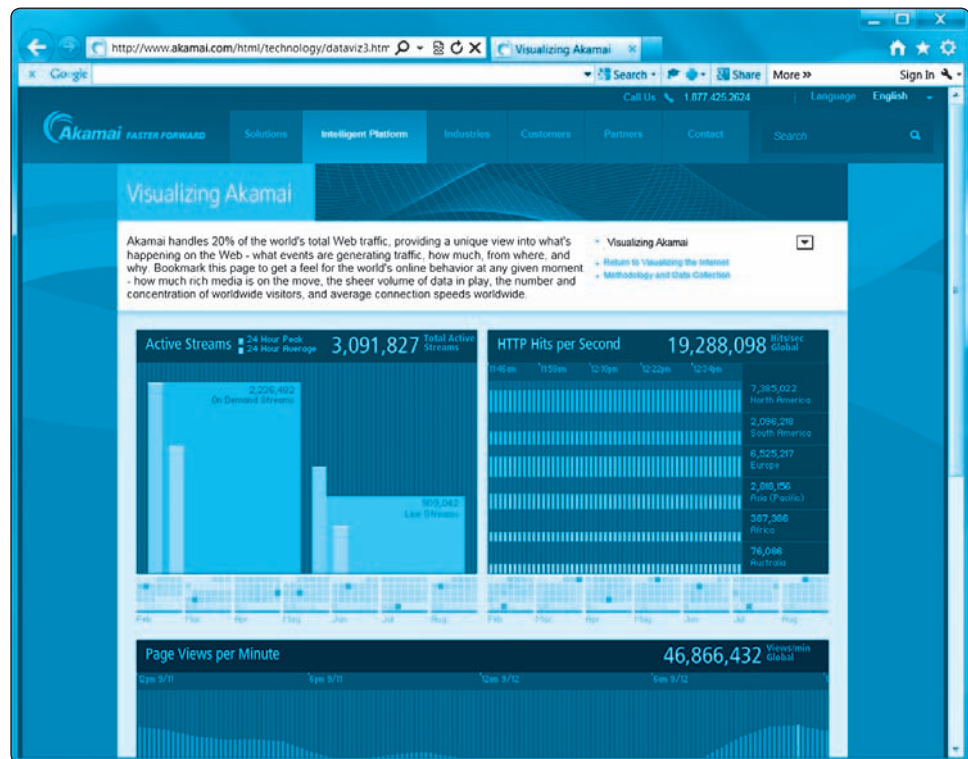 http://www.akamai.com/html/technology/dataviz3.htm
Visualizing Akamai
Google
Search
Share
More »
Sign In
Call Us
1.877.425.2624
Language
English
Akamai FASTER FORWARD
Solutions
Intelligent Platform
Industries
Customers
Partners
Contact
Search
Visualizing Akamai
Akamai handles 20% of the world's total Web traffic, providing a unique view into what's
happening on the Web - what events are generating traffic, how much, from where, and
why. Bookmark this page to get a feel for the world's online behavior at any given moment
- how much rich media is on the move, the sheer volume of data in play, the number and
concentration of worldwide visitors, and average connection speeds worldwide.
Visualizing Akamai
Return to Visualizing the Internet
Methodology and Data Collection
Active Streams
24 Hour Peak
24 Hour Average
3,091,827
Total Active
Streams
2,226,402
On Demand Streams
Live Streams
Feb
Mar
Apr
May
Jun
Jul
Aug
HTTP Hits per Second
19,288,098
Hits/sec
Global
11:46am
11:58am
12:10pm
12:22pm
12:34pm
7,385,022
North America
2,096,218
South America
6,525,217
Europe
Asia (Pacific)
Africa
76,086
Australia
Feb
Mar
Apr
May
Jun
Jul
Aug
Page Views per Minute
46,866,432
Views/min
Global
12pm 9/11
6pm 9/11
12am 9/12
6am 9/12